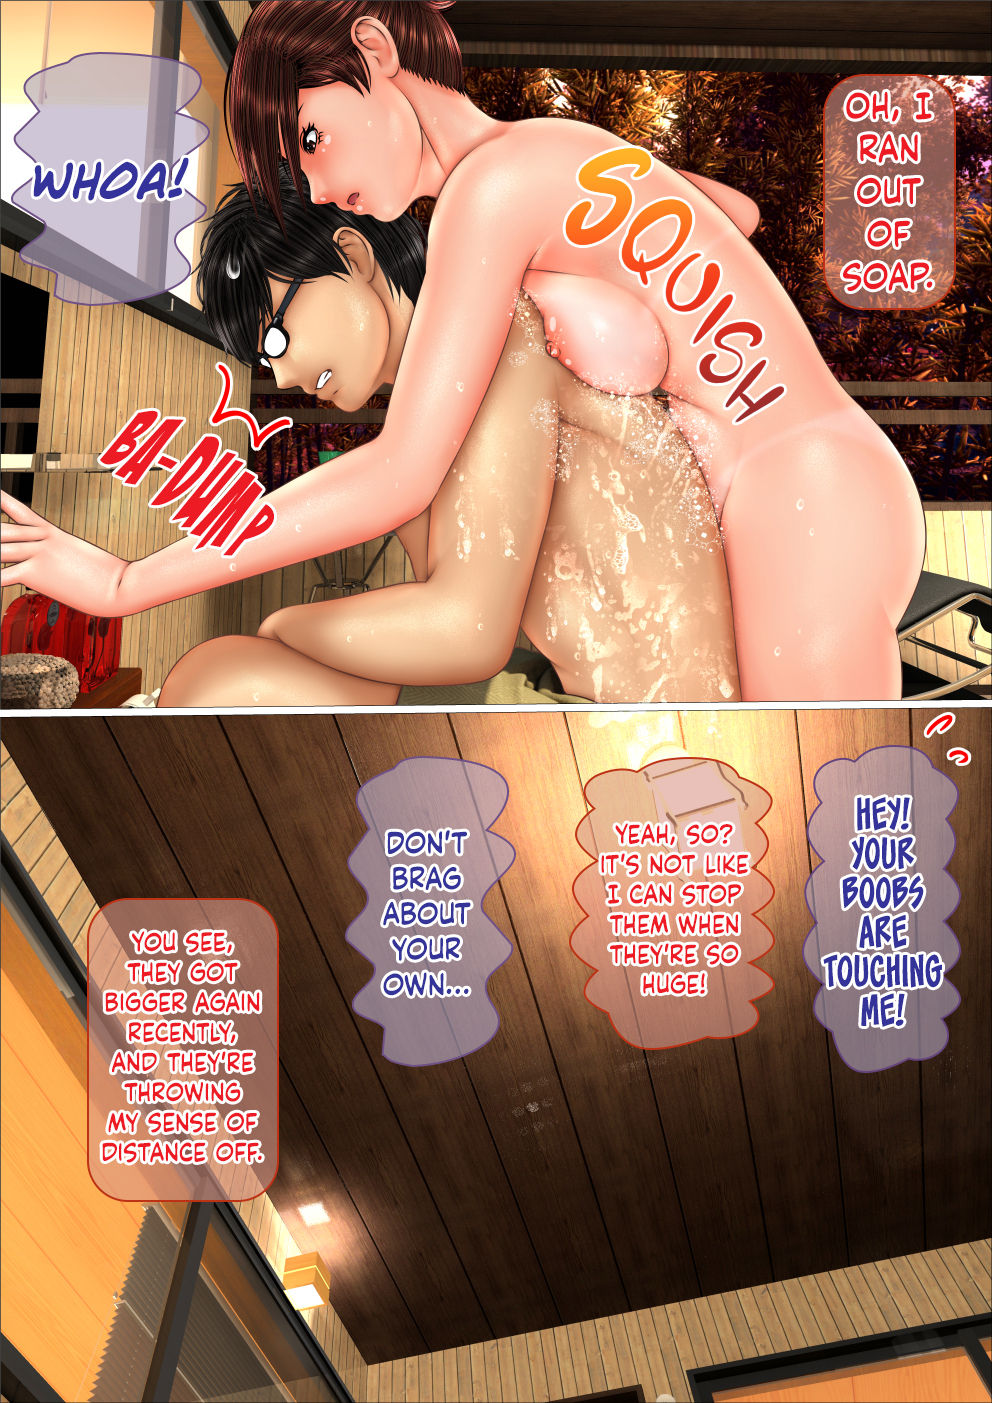 WHOA!
OH, I
RAN
OUT
OF
SOAP.
SQUISH
BA-DUMP
HEY!
YOUR
BOOBS
ARE
TOUCHING
ME!
YEAH, SO?
IT'S NOT LIKE
I CAN STOP
THEM WHEN
THEY'RE SO
HUGE!
DON'T
BRAG
ABOUT
YOUR
OWN...
YOU SEE,
THEY GOT
BIGGER AGAIN
RECENTLY,
AND THEY'RE
THROWING
MY SENSE OF
DISTANCE OFF.